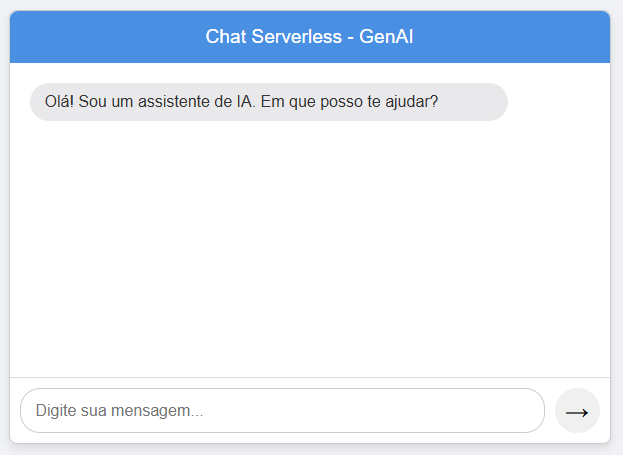 Chat Serverless - GenAI
Olá! Sou um assistente de IA. Em que posso te ajudar?
Digite sua mensagem...
→